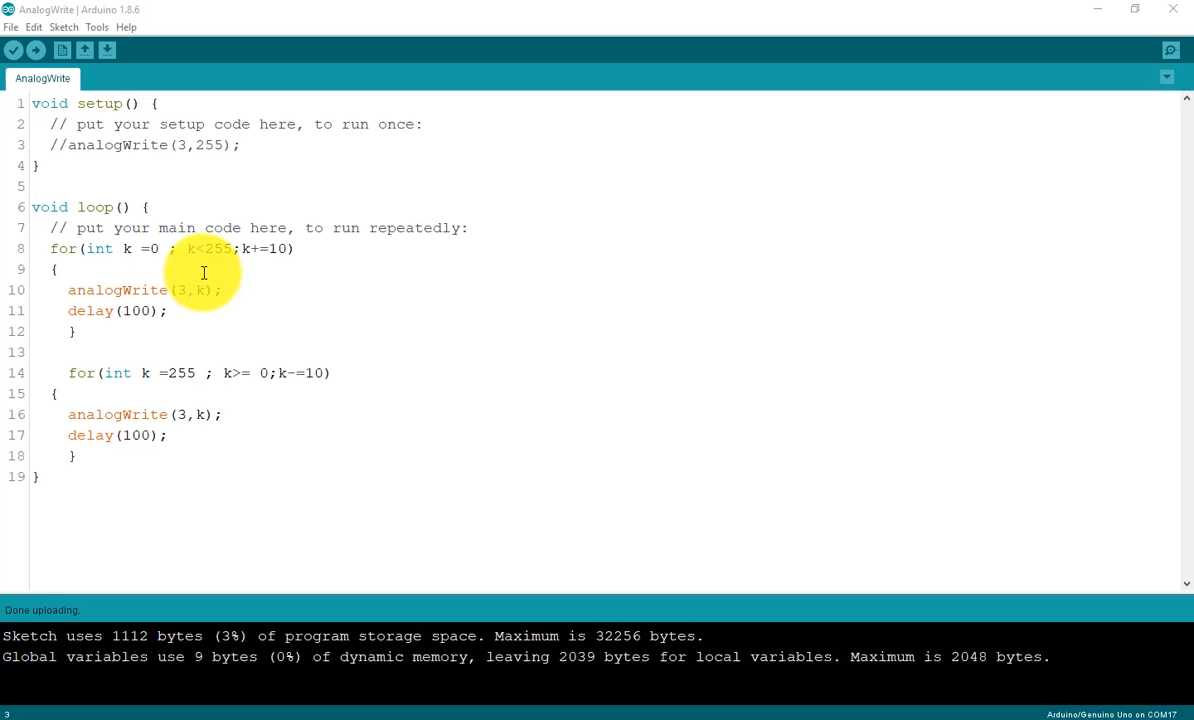 AnalogWrite | Arduino 1.8.6
File Edit Sketch Tools Help
AnalogWrite
1 void setup() {
2 // put your setup code here, to run once:
3 //analogWrite(3,255);
4 }
5
6 void loop() {
7 // put your main code here, to run repeatedly:
8 for(int k =0 ; k<255;k+=10)
9 {
10 analogWrite(3,k);
11 delay(100);
12 }
13
14 for(int k =255 ; k>= 0;k-=10)
15 {
16 analogWrite(3,k);
17 delay(100);
18 }
19 }
Done uploading.
Sketch uses 1112 bytes (3%) of program storage space. Maximum is 32256 bytes.
Global variables use 9 bytes (0%) of dynamic memory, leaving 2039 bytes for local variables. Maximum is 2048 bytes.
3 Arduino/Genuino Uno on COM17